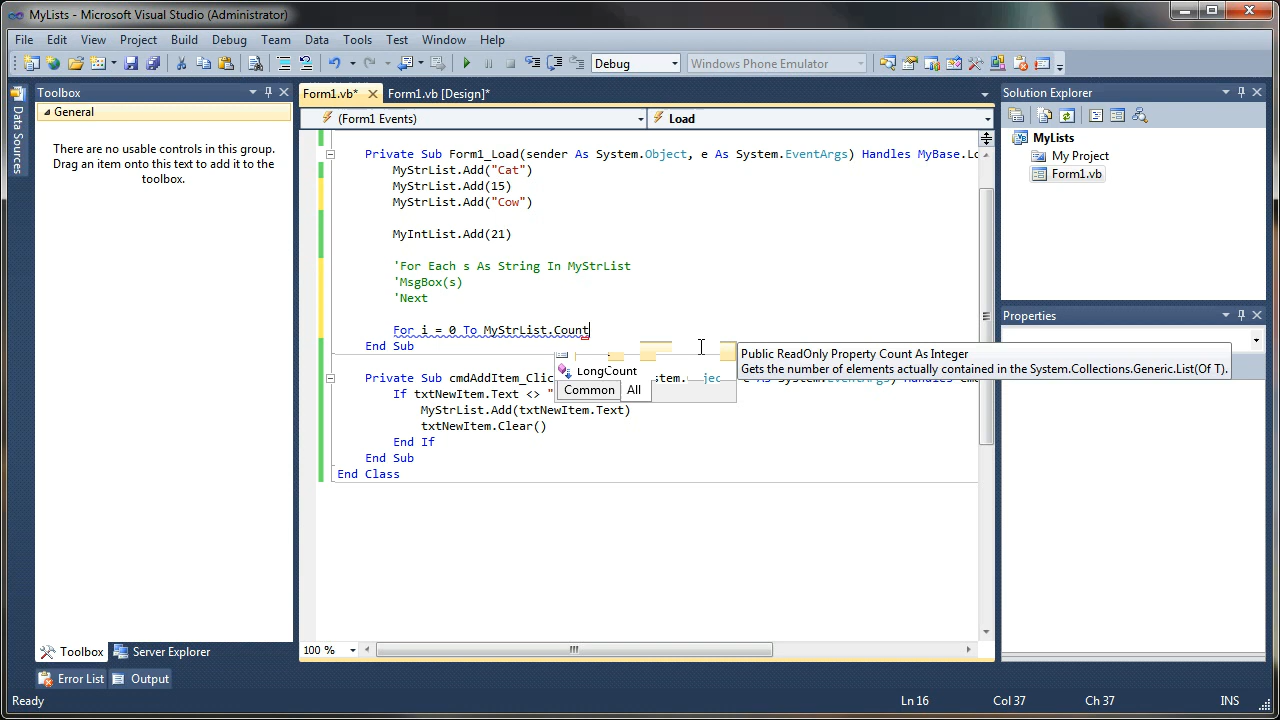 MyLists - Microsoft Visual Studio (Administrator)
File Edit View Project Build Debug Team Data Tools Test Window Help
Debug Windows Phone Emulator
Data Sources
Toolbox
General
There are no usable controls in this group.
Drag an item onto this text to add it to the
toolbox.
Toolbox Server Explorer
Form1.vb* Form1.vb [Design]*
(Form1 Events) Load
Private Sub Form1_Load(sender As System.Object, e As System.EventArgs) Handles MyBase.Lo
MyStrList.Add("Cat")
MyStrList.Add(15)
MyStrList.Add("Cow")
MyIntList.Add(21)
'For Each s As String In MyStrList
'MsgBox(s)
'Next
For i = 0 To MyStrList.Count
End Sub
Public ReadOnly Property Count As Integer
Gets the number of elements actually contained in the System.Collections.Generic.List(Of T).
LongCount
Common All
Private Sub cmdAddItem_Clic
If txtNewItem.Text <> "
MyStrList.Add(txtNewItem.Text)
txtNewItem.Clear()
End If
End Sub
End Class
100 %
Solution Explorer
MyLists
My Project
Form1.vb
Properties
Error List Output
Ready Ln 16 Col 37 Ch 37 INS